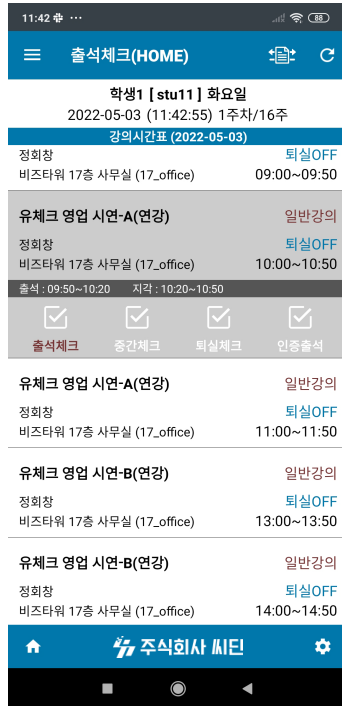 11:42 ···
88
출석체크(HOME)
학생1 [ stu11 ] 화요일
2022-05-03 (11:42:55) 1주차/16주
강의시간표 (2022-05-03)
정회창 퇴실OFF
비즈타워 17층 사무실 (17_office) 09:00~09:50
유체크 영업 시연-A(연강) 일반강의
정회창 퇴실OFF
비즈타워 17층 사무실 (17_office) 10:00~10:50
출석 : 09:50~10:20 지각 : 10:20~10:50
출석체크 중간체크 퇴실체크 인증출석
유체크 영업 시연-A(연강) 일반강의
정회창 퇴실OFF
비즈타워 17층 사무실 (17_office) 11:00~11:50
유체크 영업 시연-B(연강) 일반강의
정회창 퇴실OFF
비즈타워 17층 사무실 (17_office) 13:00~13:50
유체크 영업 시연-B(연강) 일반강의
정회창 퇴실OFF
비즈타워 17층 사무실 (17_office) 14:00~14:50
주식회사 씨딘